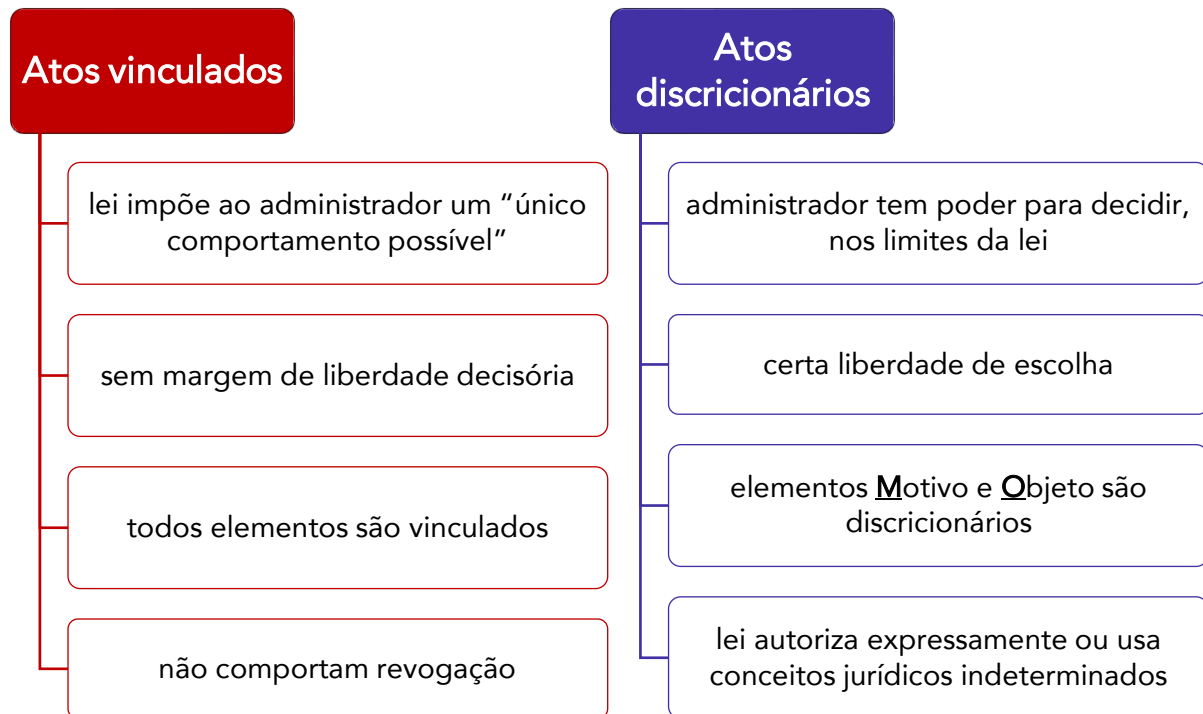 Atos vinculados
lei impõe ao administrador um “único
comportamento possível”
sem margem de liberdade decisória
todos elementos são vinculados
não comportam revogação
Atos
discricionários
administrador tem poder para decidir,
nos limites da lei
certa liberdade de escolha
elementos Motivo e Objeto são
discricionários
lei autoriza expressamente ou usa
conceitos jurídicos indeterminados